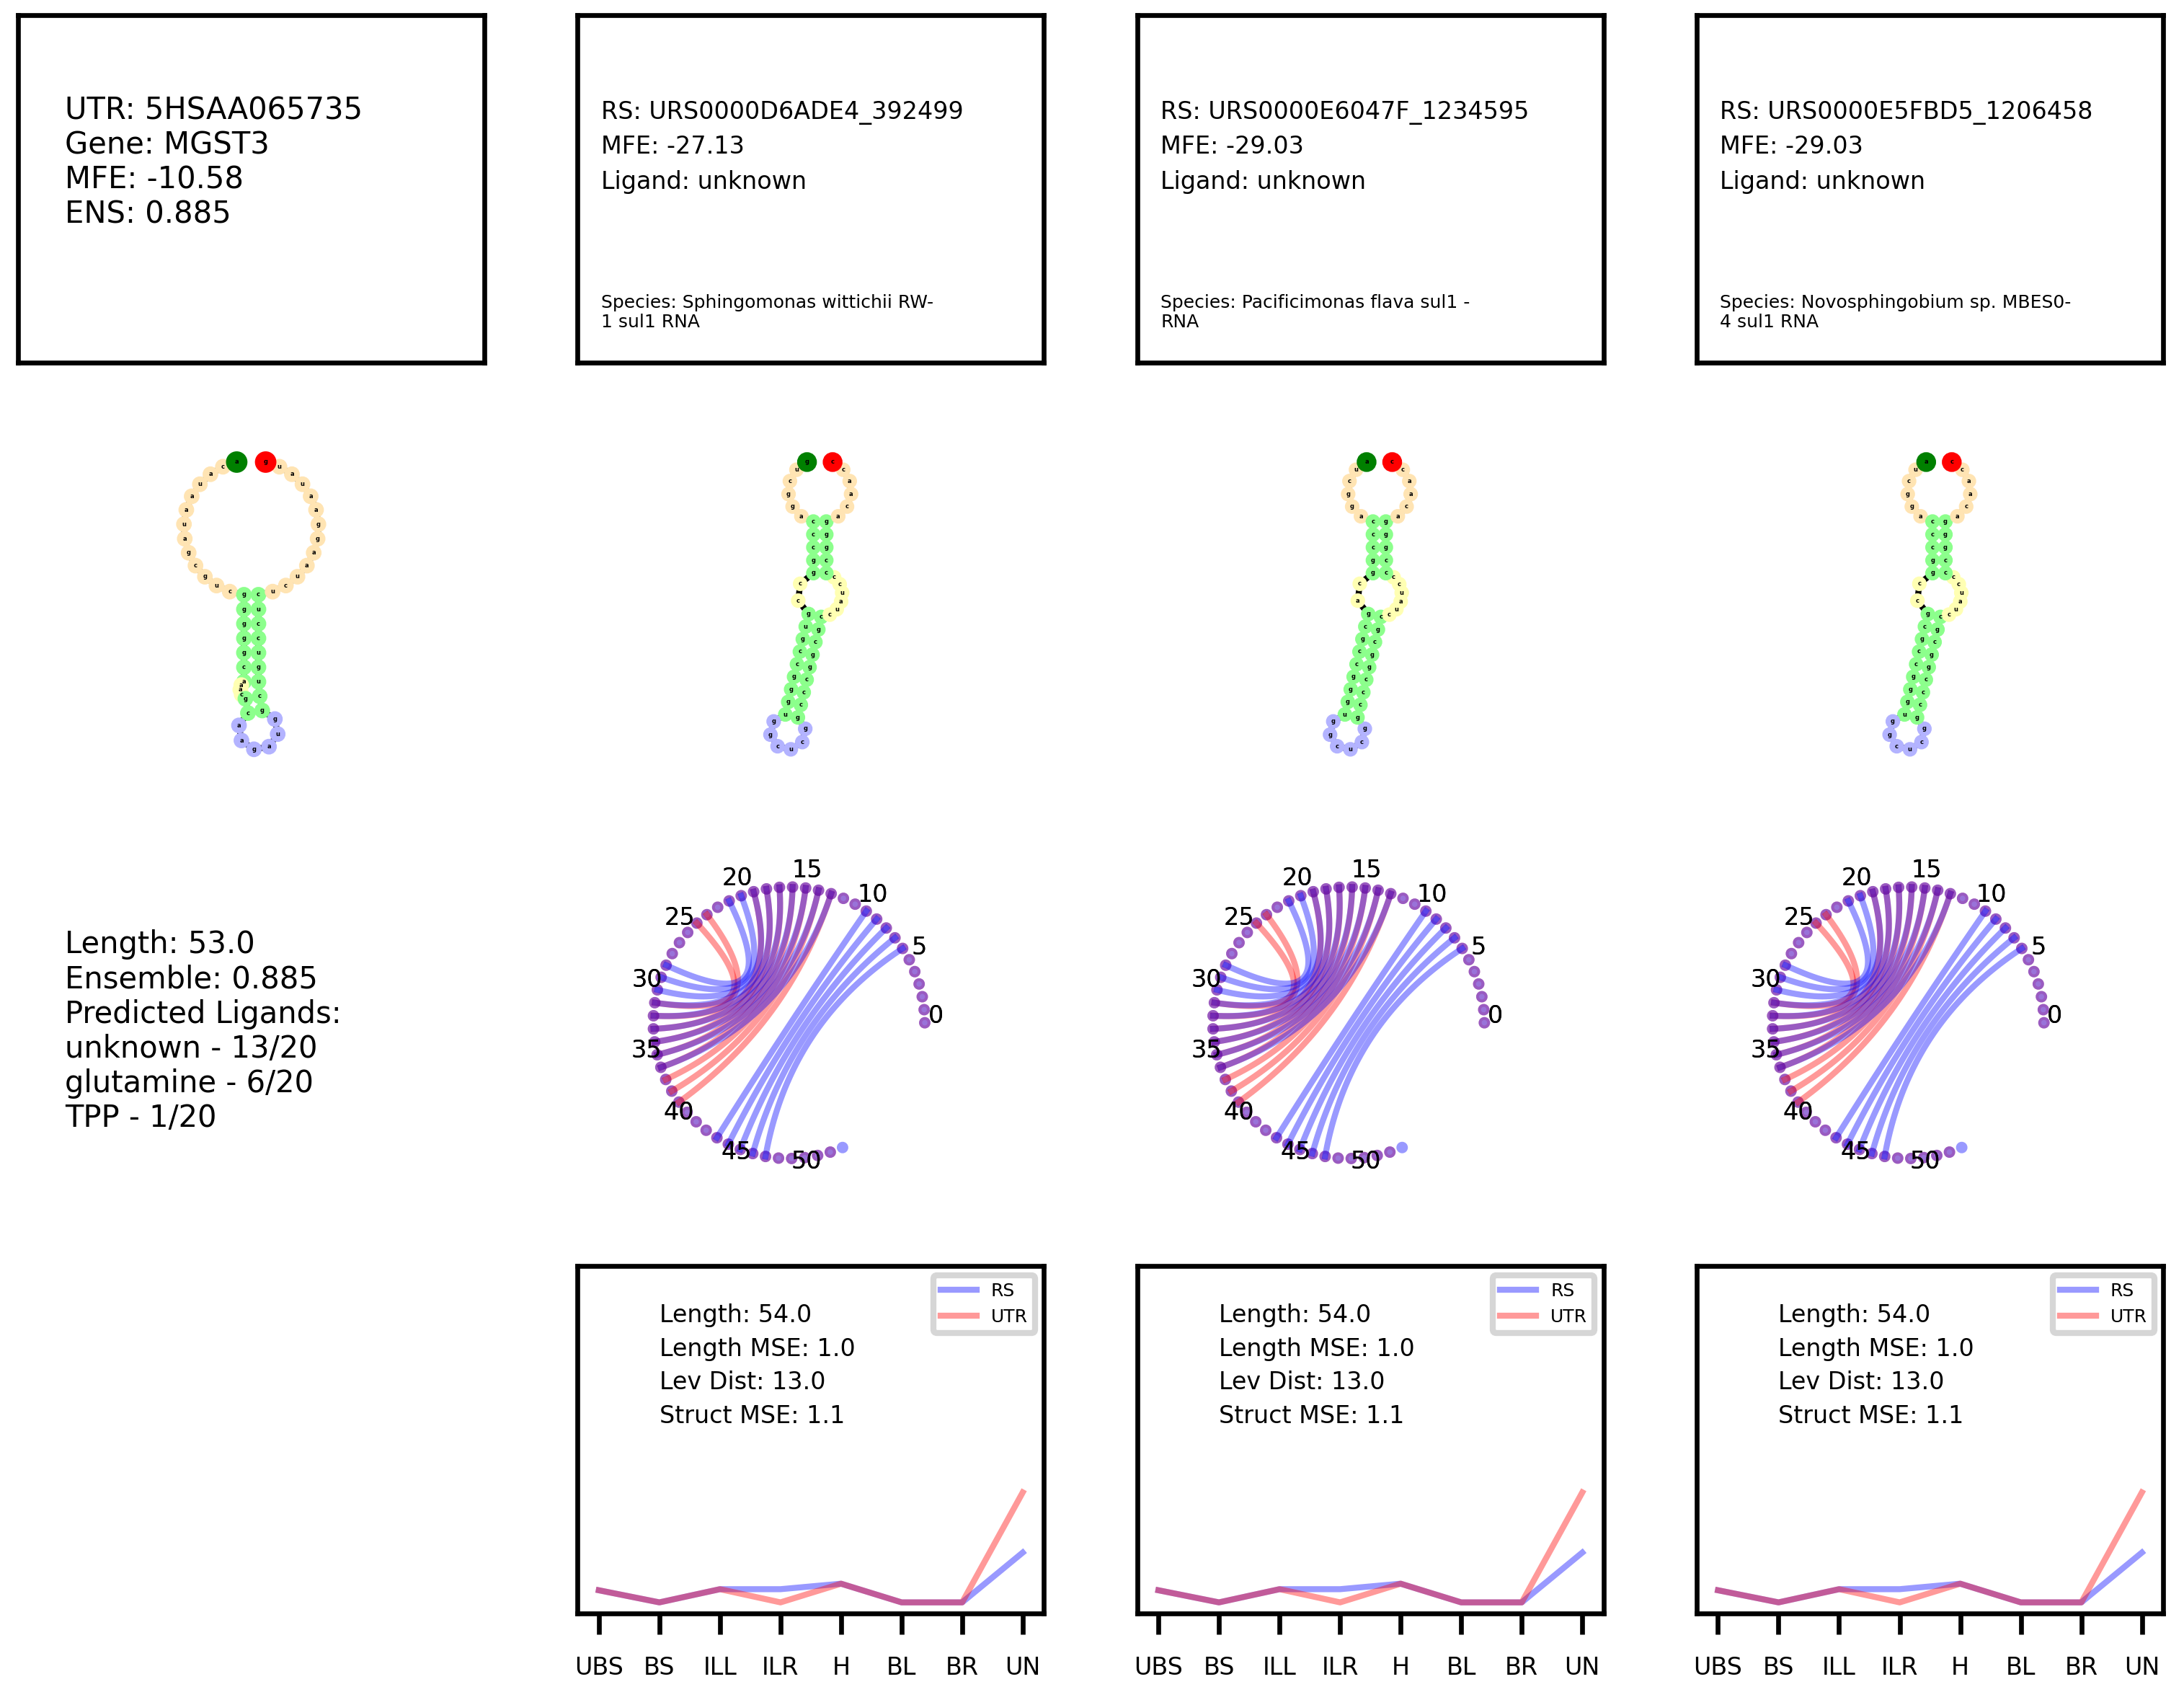 UTR: 5HSAA065735
Gene: MGST3
MFE: -10.58
ENS: 0.885
RS: URS0000D6ADE4_392499
MFE: -27.13
Ligand: unknown
Species: Sphingomonas wittichii RW-
1 sul1 RNA
RS: URS0000E6047F_1234595
MFE: -29.03
Ligand: unknown
Species: Pacificimonas flava sul1 -
RNA
RS: URS0000E5FBD5_1206458
MFE: -29.03
Ligand: unknown
Species: Novosphingobium sp. MBES0-
4 sul1 RNA
Length: 53.0
Ensemble: 0.885
Predicted Ligands:
unknown - 13/20
glutamine - 6/20
TPP - 1/20
0
5
10
15
20
25
30
35
40
45
50
0
5
10
15
20
25
30
35
40
45
50
0
5
10
15
20
25
30
35
40
45
50
RS
UTR
Length: 54.0
Length MSE: 1.0
Lev Dist: 13.0
Struct MSE: 1.1
UBS BS ILL ILR H BL BR UN
RS
UTR
Length: 54.0
Length MSE: 1.0
Lev Dist: 13.0
Struct MSE: 1.1
UBS BS ILL ILR H BL BR UN
RS
UTR
Length: 54.0
Length MSE: 1.0
Lev Dist: 13.0
Struct MSE: 1.1
UBS BS ILL ILR H BL BR UN